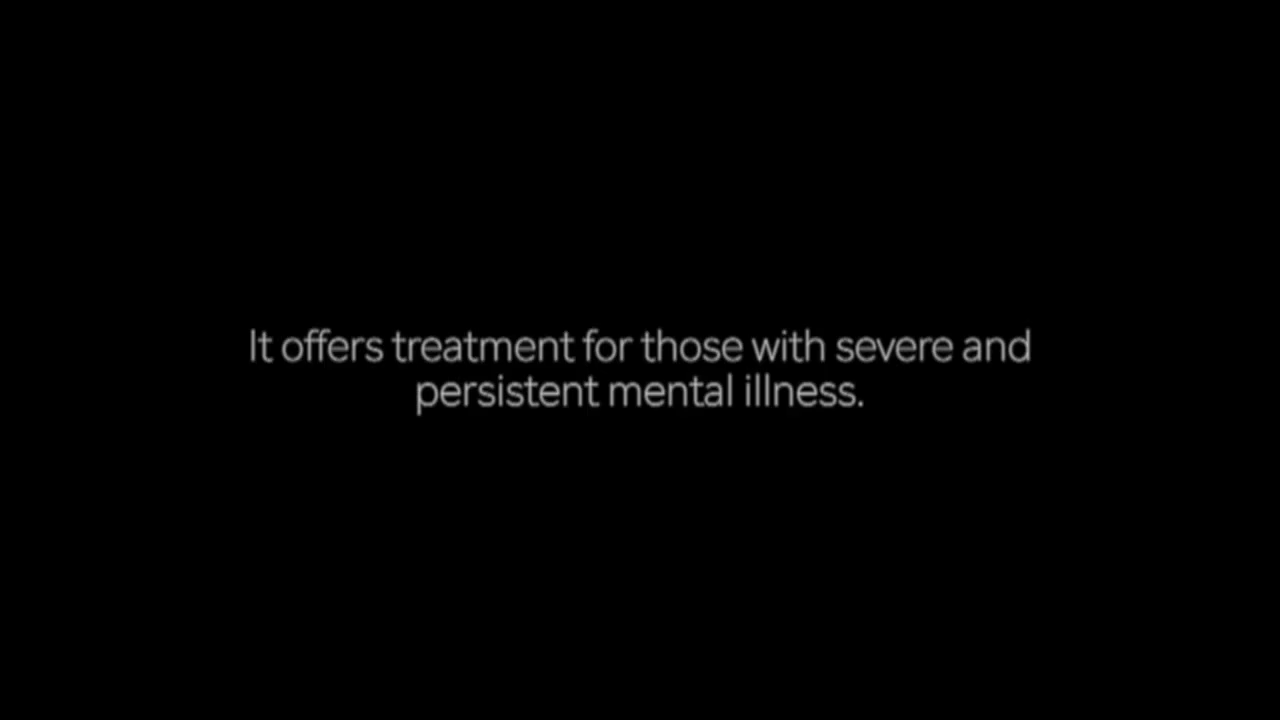 It offers treatment for those with severe and
persistent mental illness.